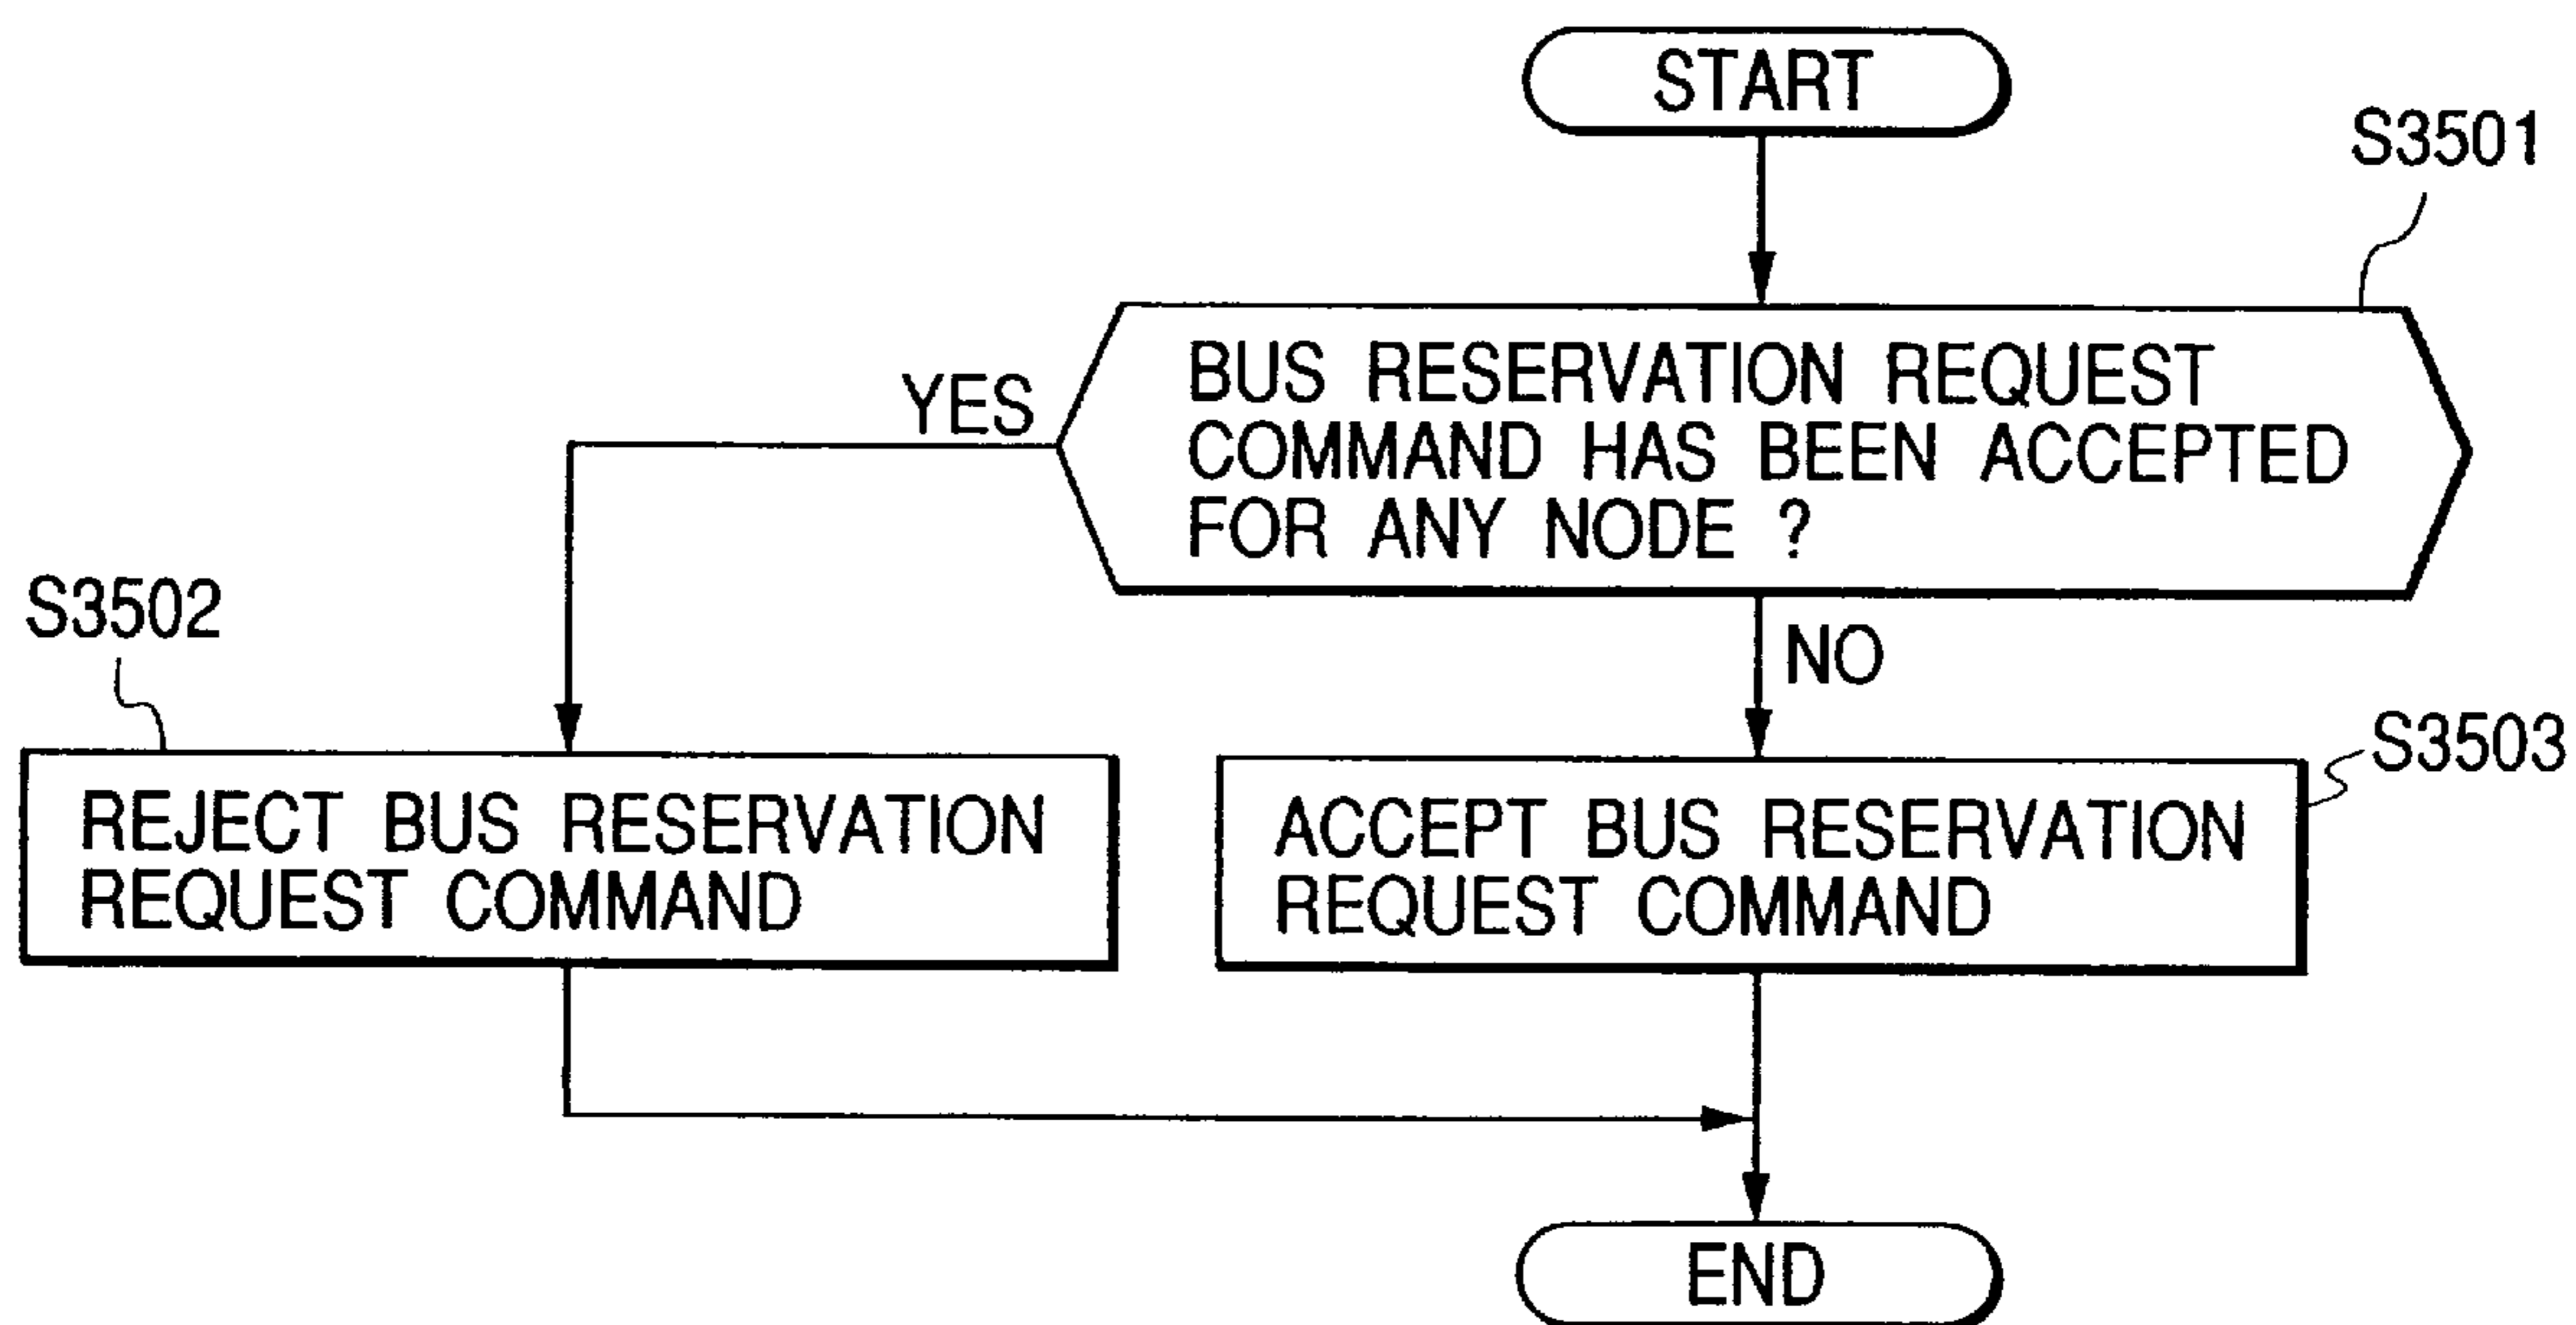 START
S3501
BUS RESERVATION REQUEST
COMMAND HAS BEEN ACCEPTED
FOR ANY NODE ?
YES
NO
S3502
REJECT BUS RESERVATION
REQUEST COMMAND
S3503
ACCEPT BUS RESERVATION
REQUEST COMMAND
END